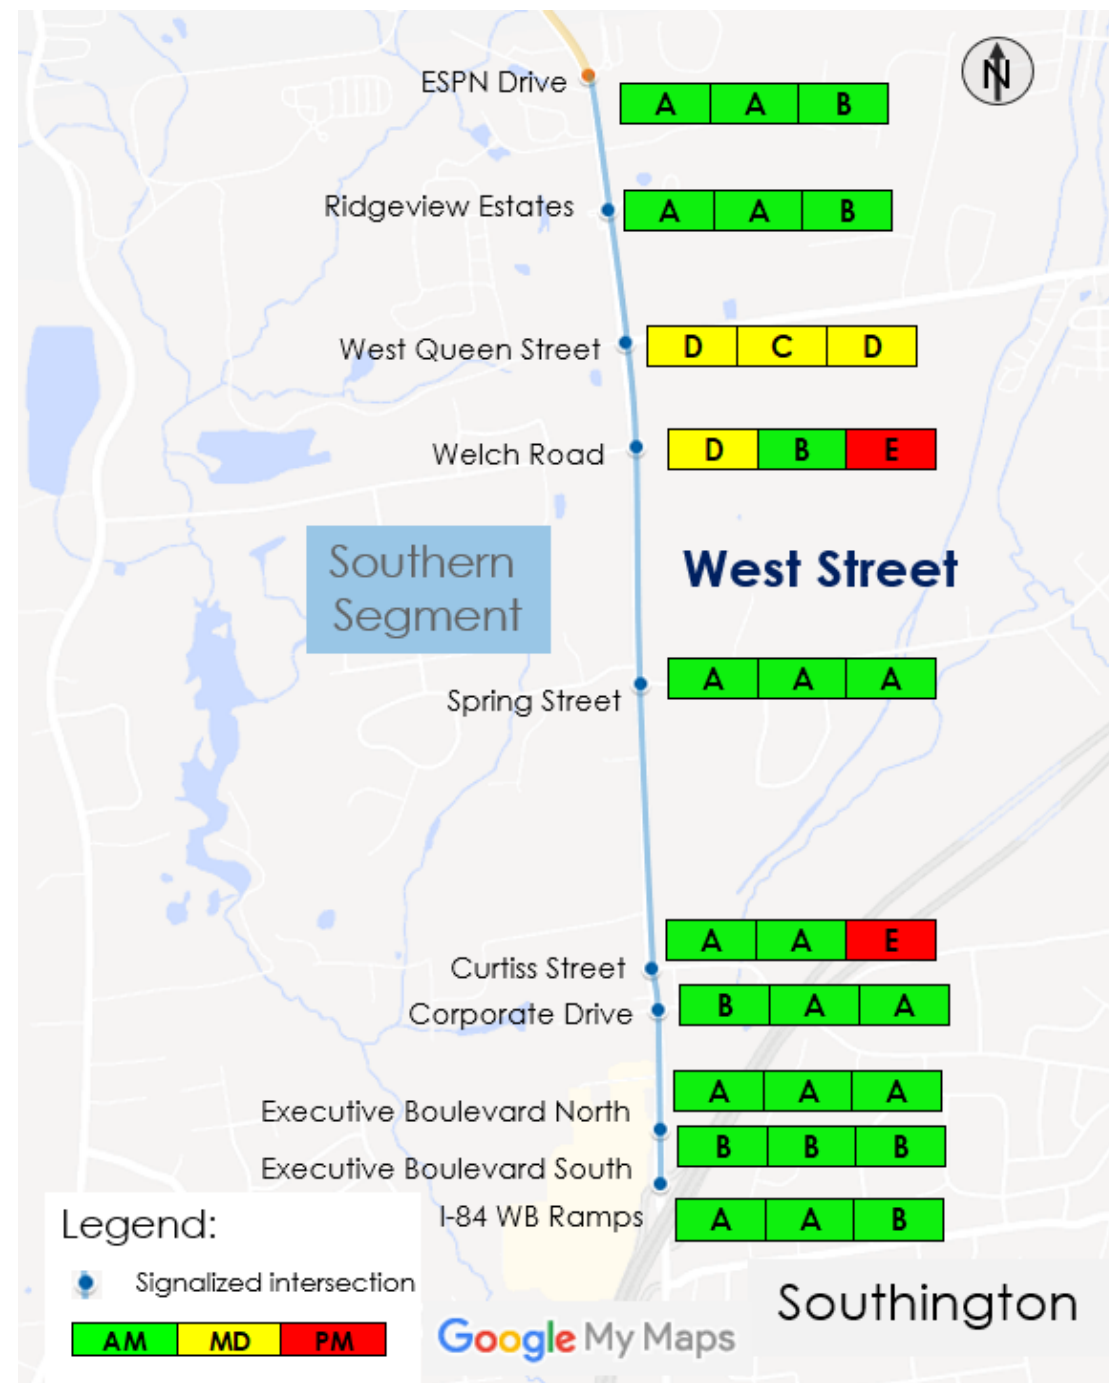 N
ESPN Drive
A A B
Ridgeview Estates
A A B
West Queen Street
D C D
Welch Road
D B E
Southern
Segment
West Street
Spring Street
A A A
Curtiss Street
A A E
Corporate Drive
B A A
Executive Boulevard North
A A A
Executive Boulevard South
B B B
I-84 WB Ramps
A A B
Legend:
Signalized intersection
AM MD PM
Google My Maps
Southington